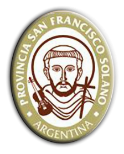 PROVINCIA SAN FRANCISCO SOLANO
• ARGENTINA •